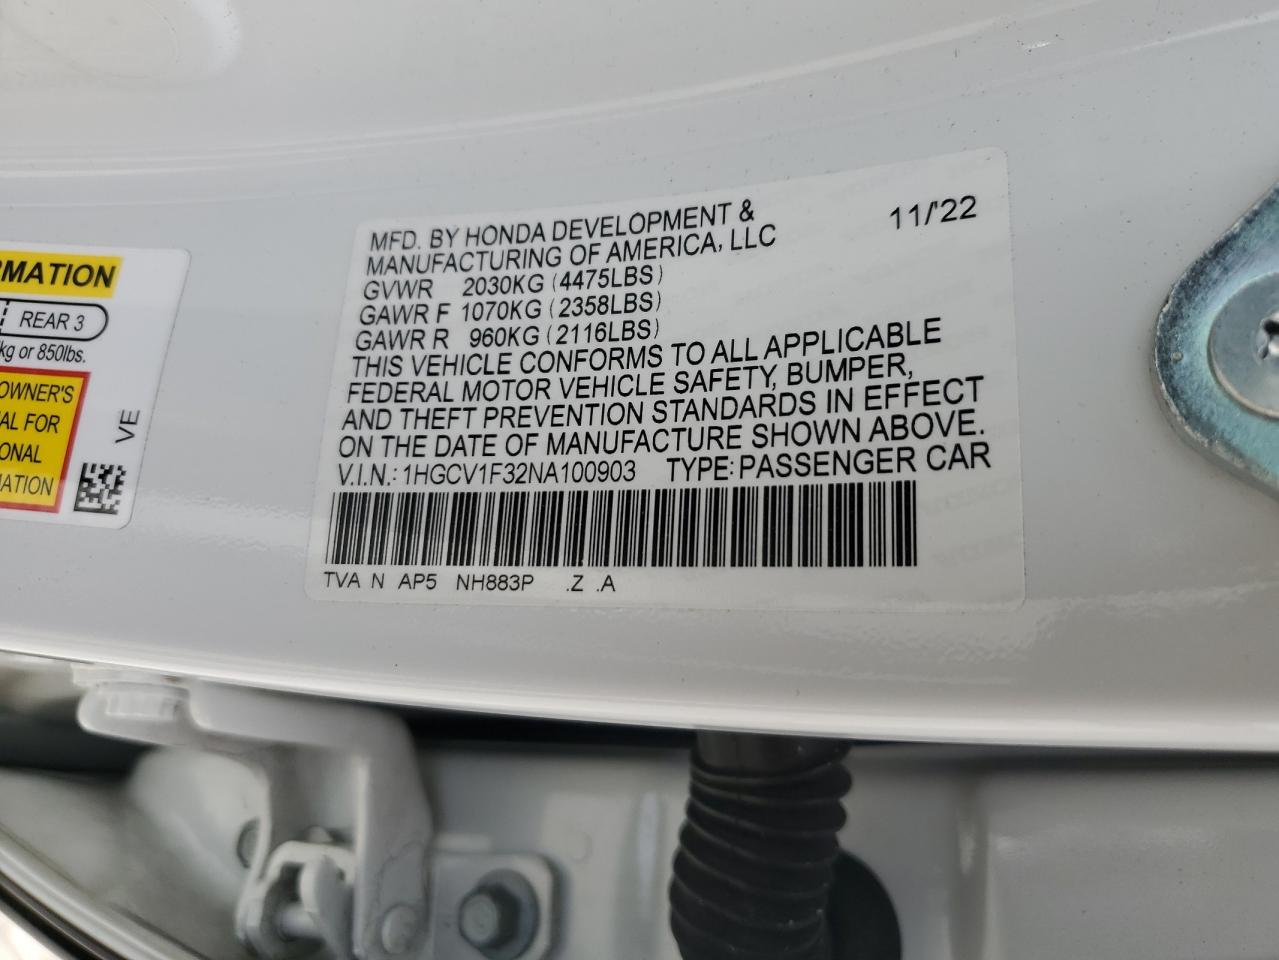 MFD. BY HONDA DEVELOPMENT & 11/'22
MANUFACTURING OF AMERICA, LLC
GVWR 2030KG (4475LBS)
GAWR F 1070KG (2358LBS)
GAWR R 960KG (2116LBS)
THIS VEHICLE CONFORMS TO ALL APPLICABLE
FEDERAL MOTOR VEHICLE SAFETY, BUMPER,
AND THEFT PREVENTION STANDARDS IN EFFECT
ON THE DATE OF MANUFACTURE SHOWN ABOVE.
V.I.N.: 1HGCV1F32NA100903 TYPE: PASSENGER CAR
TVA N AP5 NH883P .Z .A
RMATION
REAR 3
kg or 850lbs.
OWNER'S
AL FOR
ONAL
MATION
VE